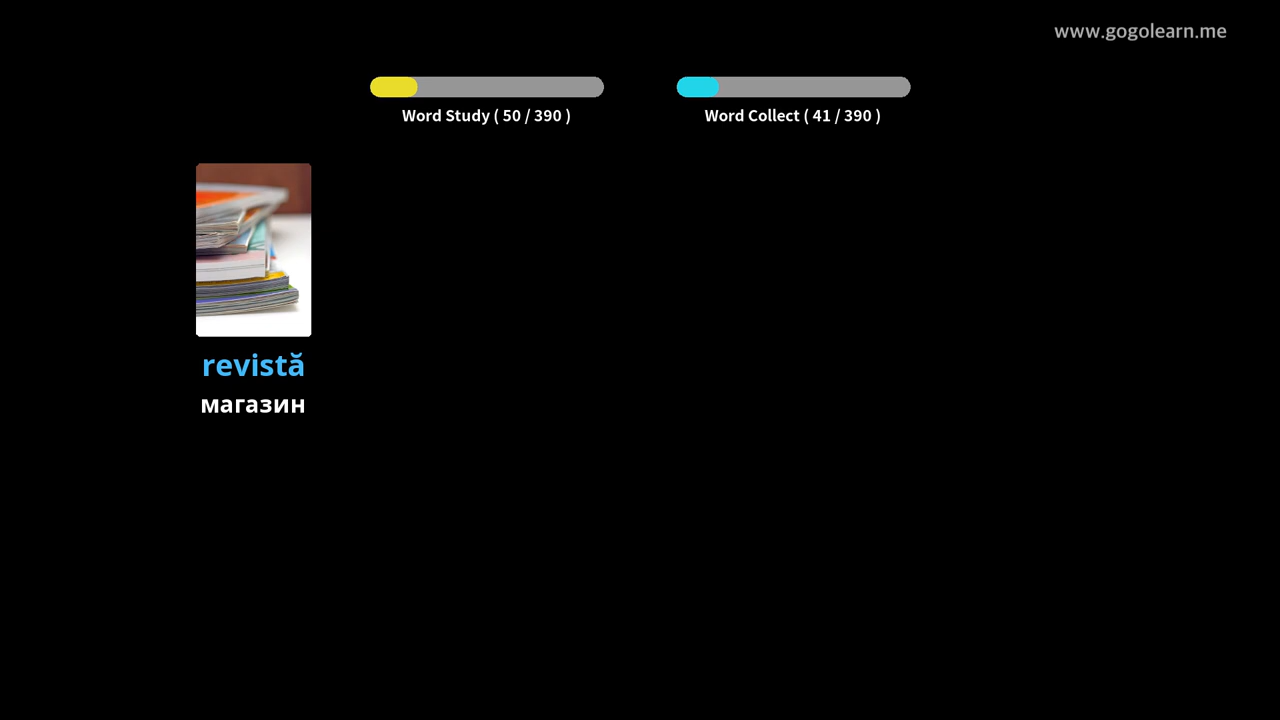 www.gogolearn.me
Word Study ( 50 / 390 )
Word Collect ( 41 / 390 )
revistă
магазин